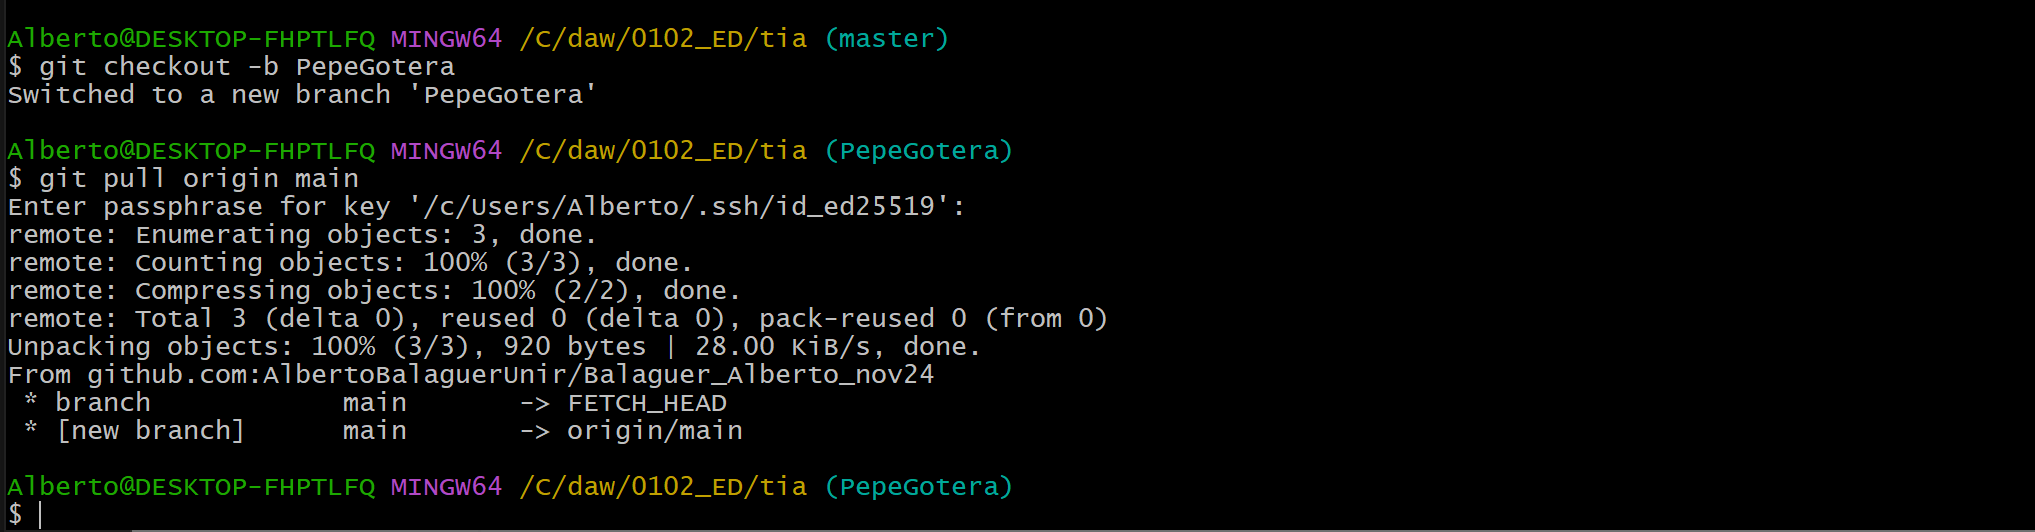 Alberto@DESKTOP-FHPTLFQ MINGW64 /C/daw/0102_ED/tia (master)
$ git checkout -b PepeGotera
Switched to a new branch 'PepeGotera'
Alberto@DESKTOP-FHPTLFQ MINGW64 /C/daw/0102_ED/tia (PepeGotera)
$ git pull origin main
Enter passphrase for key '/c/Users/Alberto/.ssh/id_ed25519':
remote: Enumerating objects: 3, done.
remote: Counting objects: 100% (3/3), done.
remote: Compressing objects: 100% (2/2), done.
remote: Total 3 (delta 0), reused 0 (delta 0), pack-reused 0 (from 0)
Unpacking objects: 100% (3/3), 920 bytes | 28.00 KiB/s, done.
From github.com:AlbertoBalaguerUnir/Balaguer_Alberto_nov24
 * branch            main       -> FETCH_HEAD
 * [new branch]      main       -> origin/main
Alberto@DESKTOP-FHPTLFQ MINGW64 /C/daw/0102_ED/tia (PepeGotera)
$